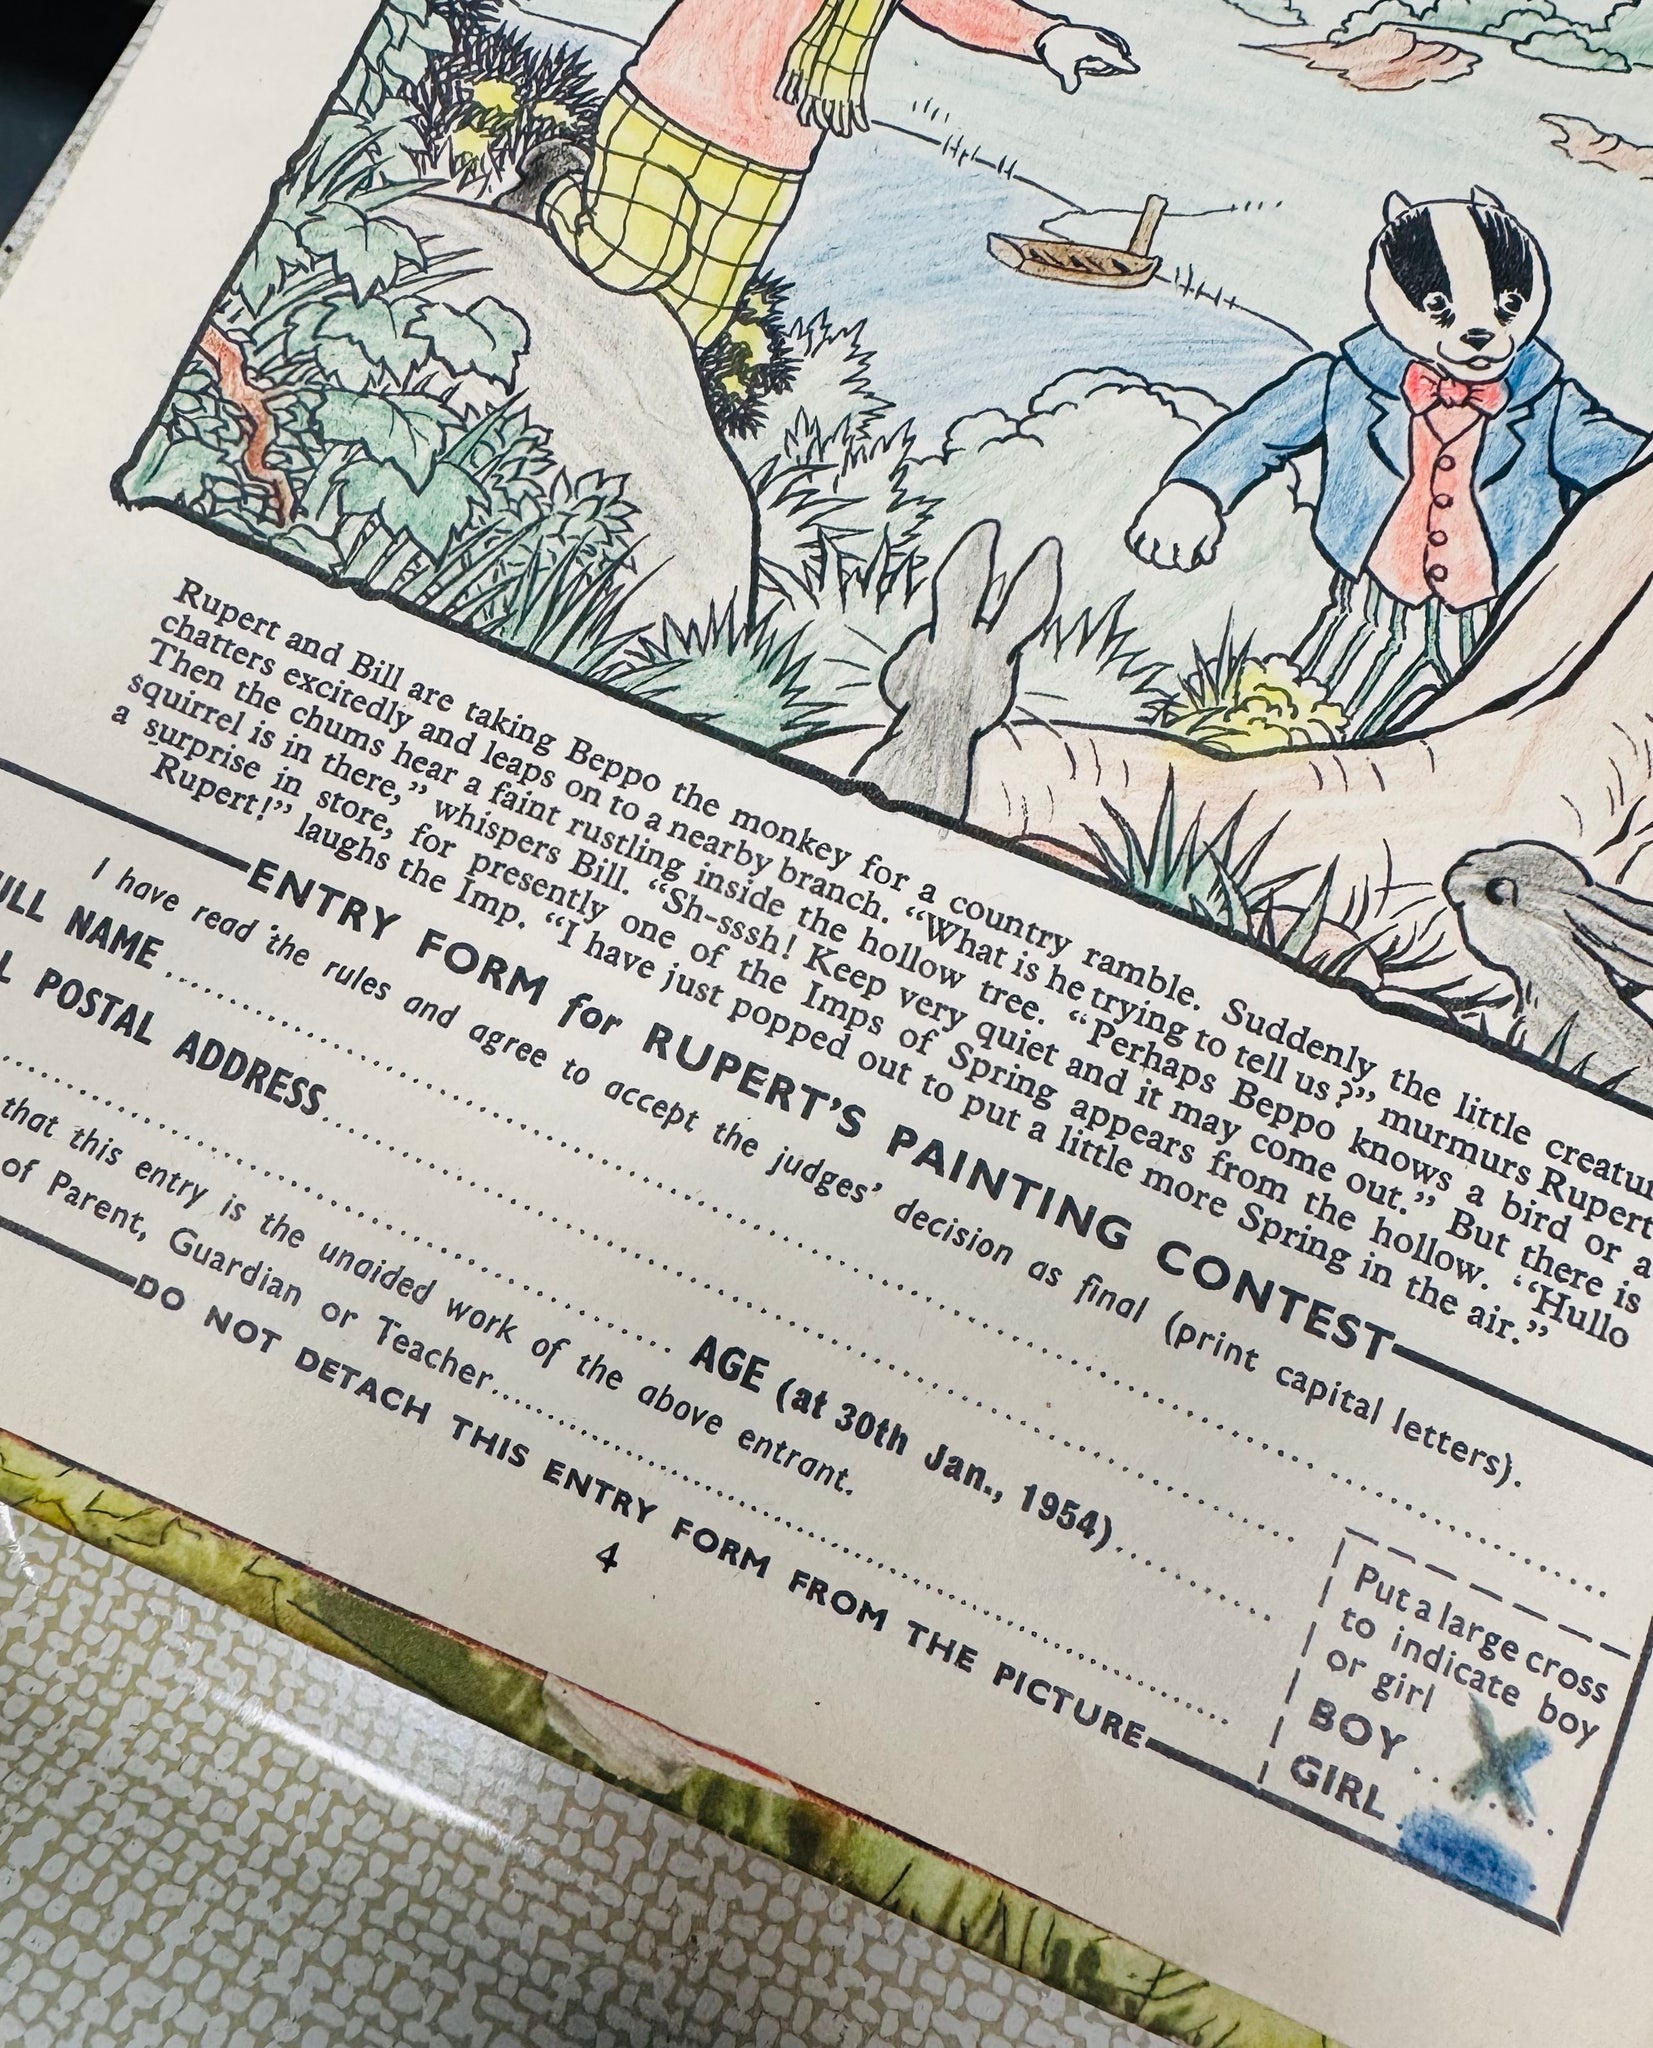 Rupert and Bill are taking Beppo the monkey for a country ramble. Suddenly the little
chatters excitedly and leaps on to a nearby branch. "What is he trying to tell us?" murmurs Rupert
Then the chums hear a faint rustling inside the hollow tree. "Perhaps Beppo knows a bird or a
squirrel is in there," whispers Bill. "Sh-sssh! Keep very quiet and it may come out." But there is
a surprise in store, for presently one of the Imps of Spring appears from the hollow. "Hullo
Rupert!" laughs the Imp. "I have just popped out to put a little more Spring in the air."
ENTRY FORM for RUPERT'S PAINTING CONTEST
I have read the rules and agree to accept the judges' decision as final (print capital letters).
NAME
POSTAL ADDRESS
AGE (at 30th Jan., 1954)
that this entry is the unaided work of the above entrant.
of Parent, Guardian or Teacher
DO NOT DETACH THIS ENTRY FORM FROM THE PICTURE
Put a large cross
to indicate boy
or girl
BOY X
GIRL
4